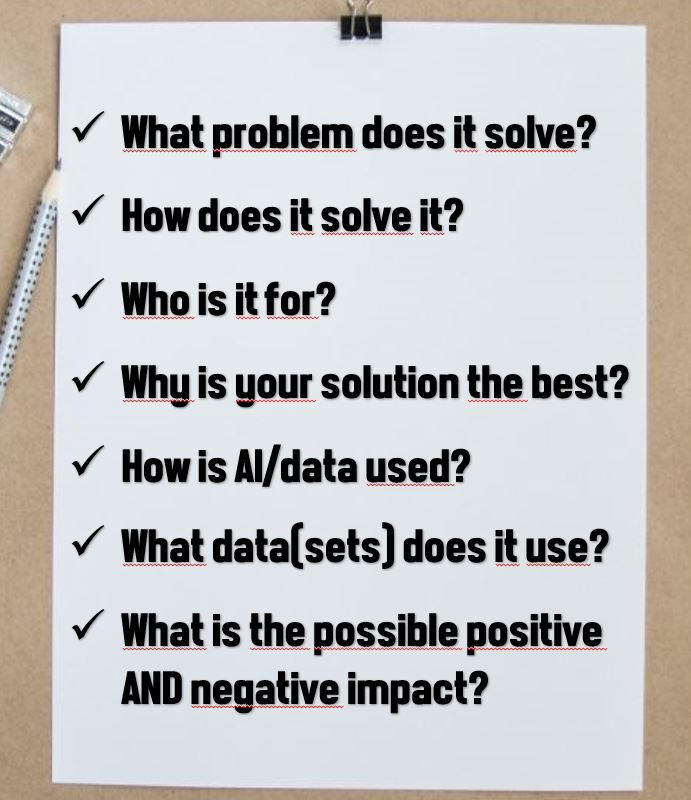 ✓ What problem does it solve?
✓ How does it solve it?
✓ Who is it for?
✓ Why is your solution the best?
✓ How is AI/data used?
✓ What data(sets) does it use?
✓ What is the possible positive
AND negative impact?